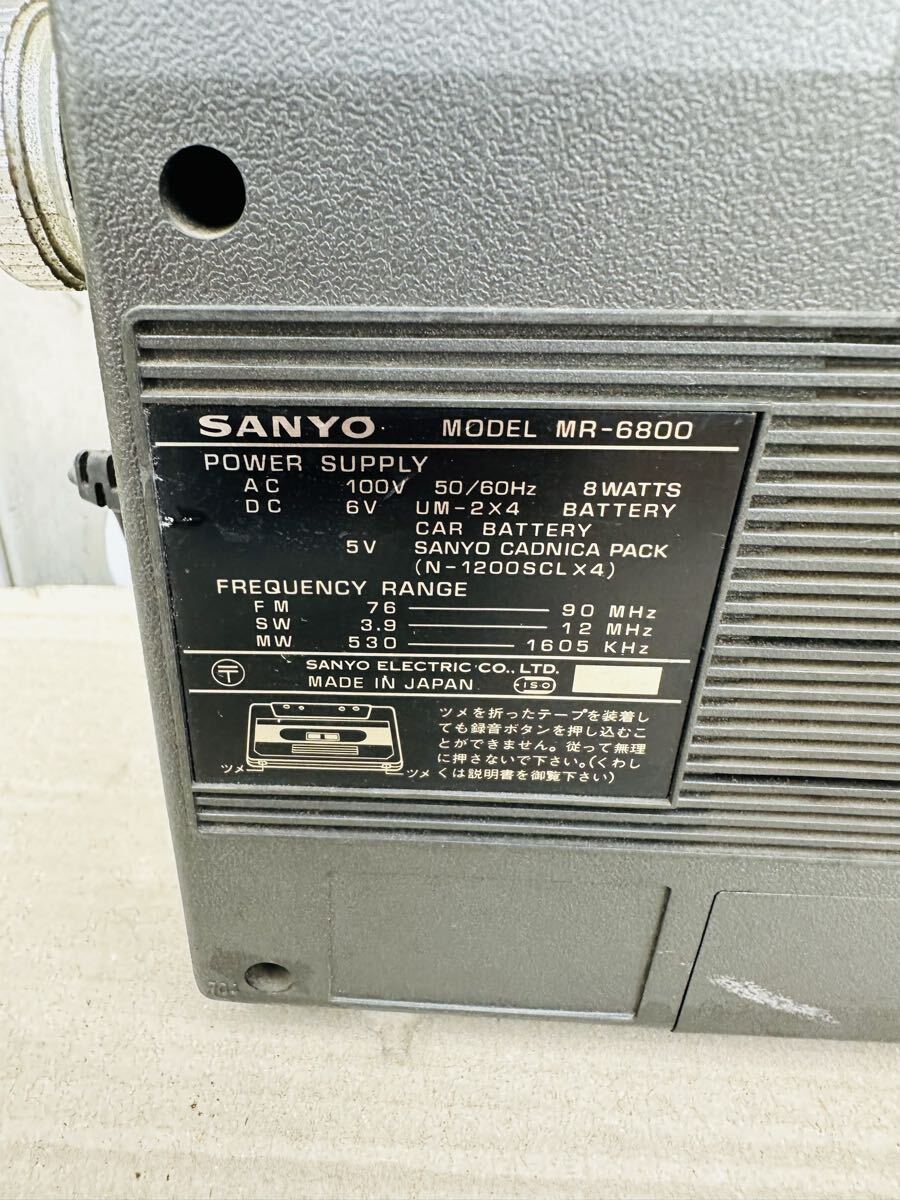 SANYO MODEL MR-6800
POWER SUPPLY
AC 100V 50/60Hz 8WATTS
DC 6V UM-2X4 BATTERY
CAR BATTERY
5V SANYO CADNICA PACK
(N-1200SCLX4)
FREQUENCY RANGE
FM 76 90 MHz
SW 3.9 12 MHz
MW 530 1605 KHz
SANYO ELECTRIC CO., LTD.
MADE IN JAPAN ISO
ツメを折ったテープを装着し
ても録音ボタンを押し込むこ
とができません。従って無理
に押さないで下さい。(くわし
くは説明書を御覧下さい)
ツメ
ツメ